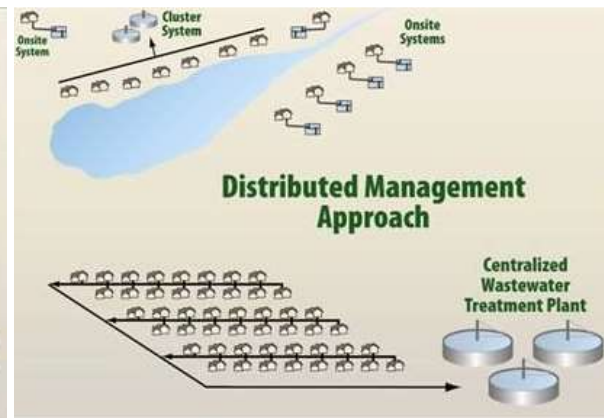 Onsite
System
Cluster
System
Onsite
Systems
Distributed Management
Approach
Centralized
Wastewater
Treatment Plant